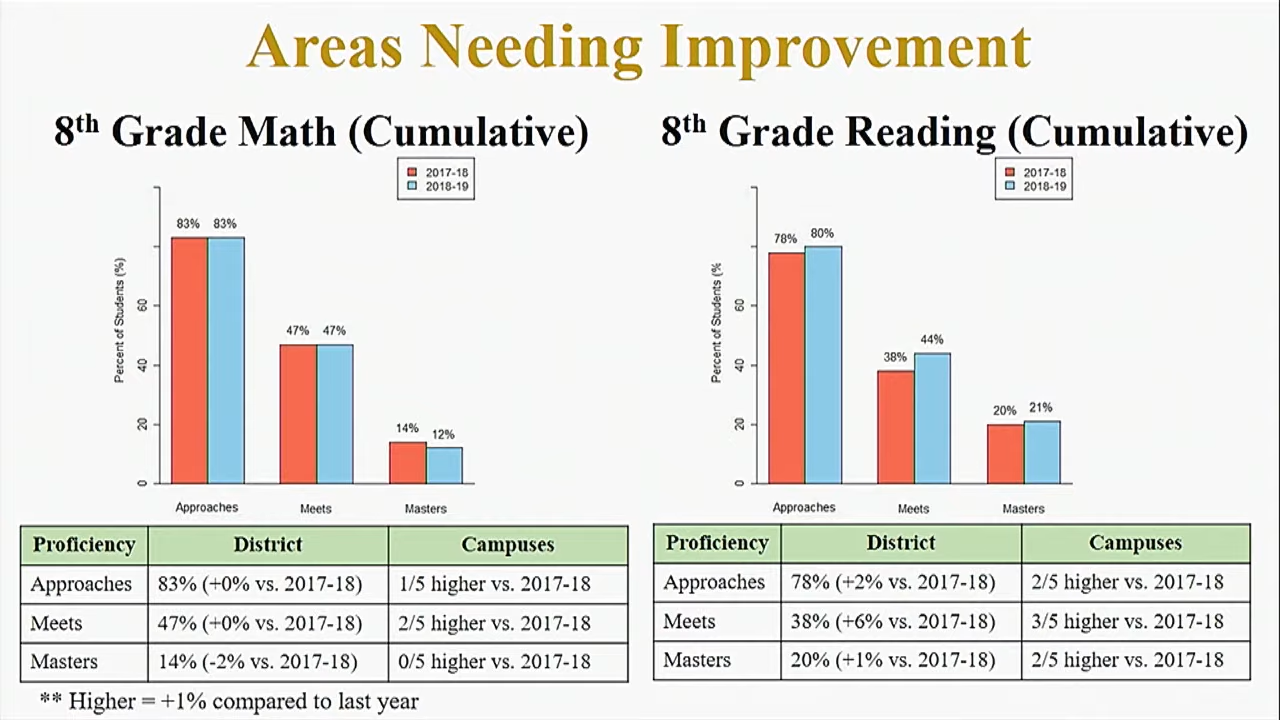 Areas Needing Improvement
8th Grade Math (Cumulative)
2017-18
2018-19
Percent of Students (%)
0
20
40
60
83%
83%
47%
47%
14%
12%
Approaches
Meets
Masters
Proficiency District Campuses
Approaches 83% (+0% vs. 2017-18) 1/5 higher vs. 2017-18
Meets 47% (+0% vs. 2017-18) 2/5 higher vs. 2017-18
Masters 14% (-2% vs. 2017-18) 0/5 higher vs. 2017-18
** Higher = +1% compared to last year
8th Grade Reading (Cumulative)
2017-18
2018-19
Percent of Students (%
0
20
40
60
78%
80%
38%
44%
20%
21%
Approaches
Meets
Masters
Proficiency District Campuses
Approaches 78% (+2% vs. 2017-18) 2/5 higher vs. 2017-18
Meets 38% (+6% vs. 2017-18) 3/5 higher vs. 2017-18
Masters 20% (+1% vs. 2017-18) 2/5 higher vs. 2017-18